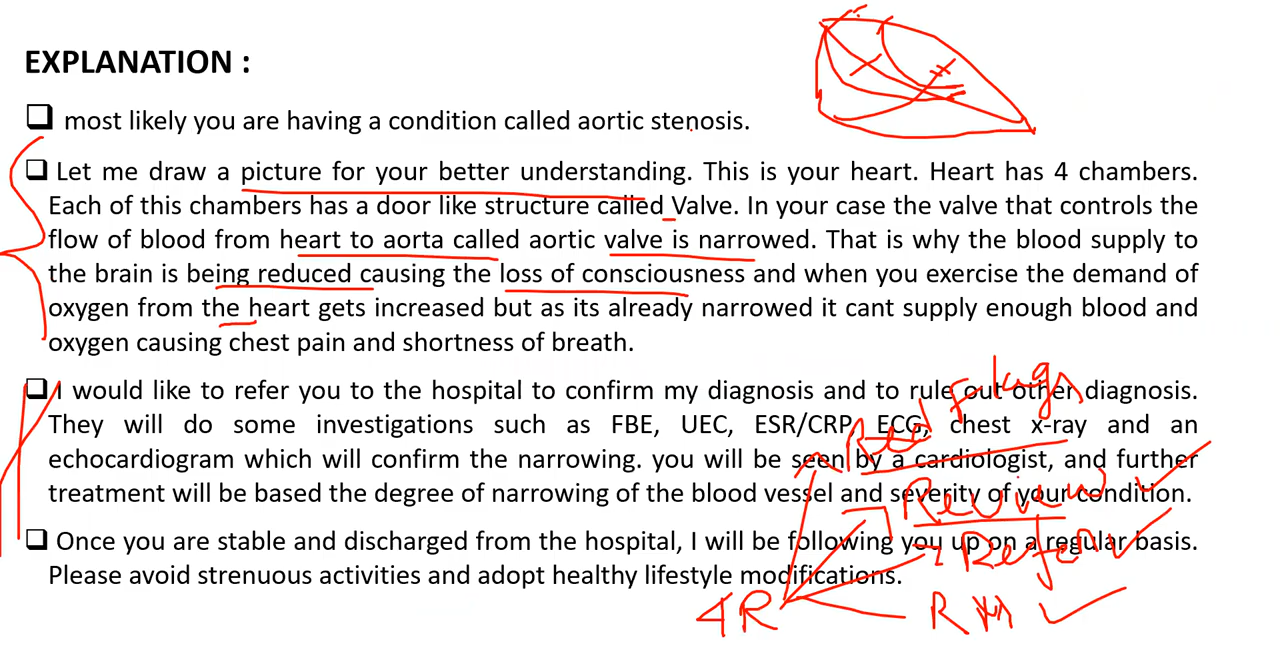 EXPLANATION :
❑ most likely you are having a condition called aortic stenosis.
❑ Let me draw a picture for your better understanding. This is your heart. Heart has 4 chambers.
Each of this chambers has a door like structure called Valve. In your case the valve that controls the
flow of blood from heart to aorta called aortic valve is narrowed. That is why the blood supply to
the brain is being reduced causing the loss of consciousness and when you exercise the demand of
oxygen from the heart gets increased but as its already narrowed it cant supply enough blood and
oxygen causing chest pain and shortness of breath.
❑ I would like to refer you to the hospital to confirm my diagnosis and to rule out other diagnosis.
They will do some investigations such as FBE, UEC, ESR/CRP, ECG, chest x-ray and an
echocardiogram which will confirm the narrowing. you will be seen by a cardiologist, and further
treatment will be based the degree of narrowing of the blood vessel and severity of your condition.
❑ Once you are stable and discharged from the hospital, I will be following you up on a regular basis.
Please avoid strenuous activities and adopt healthy lifestyle modifications.
Red Flags
Review
Refer
4R